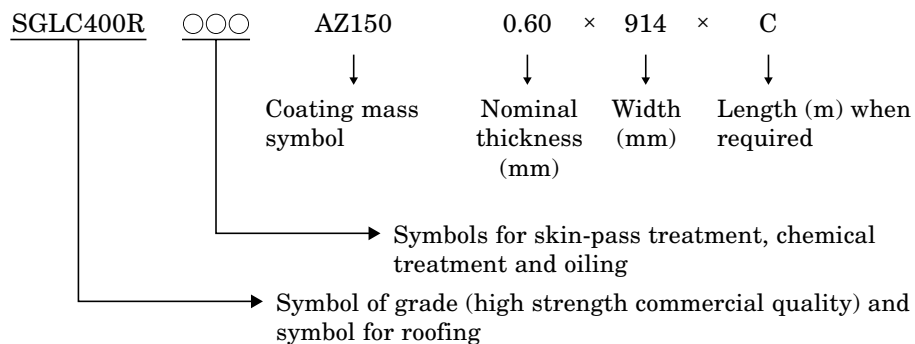 SGLC400R ○○○ AZ150 0.60 × 914 × C
Coating mass
symbol
Nominal
thickness
(mm)
Width
(mm)
Length (m) when
required
Symbols for skin-pass treatment, chemical
treatment and oiling
Symbol of grade (high strength commercial quality) and
symbol for roofing